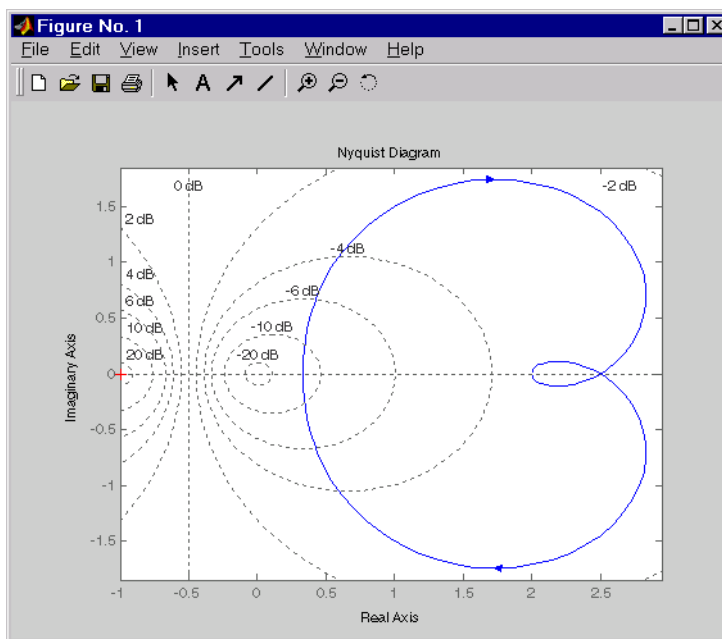 Figure No. 1
File Edit View Insert Tools Window Help
Nyquist Diagram
0 dB
-2 dB
2 dB
-4 dB
4 dB
-6 dB
6 dB
-10 dB
10 dB
-20 dB
20 dB
1.5
1
0.5
0
-0.5
-1
-1.5
Imaginary Axis
-1 -0.5 0 0.5 1 1.5 2 2.5
Real Axis